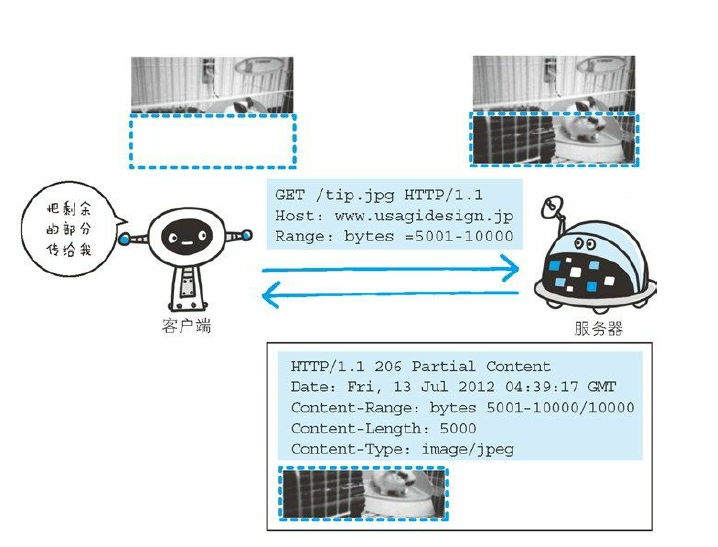 GET /tip.jpg HTTP/1.1
Host: www.usagidesign.jp
Range: bytes =5001-10000
把剩余
的部分
传给我
客户端
服务器
HTTP/1.1 206 Partial Content
Date: Fri, 13 Jul 2012 04:39:17 GMT
Content-Range: bytes 5001-10000/10000
Content-Length: 5000
Content-Type: image/jpeg